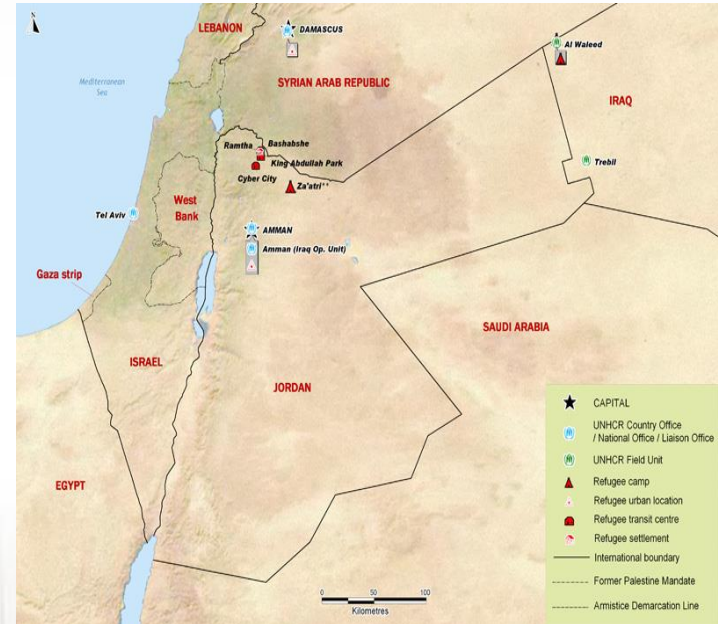 N
LEBANON
DAMASCUS
Mediterranean
Sea
SYRIAN ARAB REPUBLIC
Al Waleed
IRAQ
Ramtha
Bashabshe
King Abdullah Park
Cyber City
Za'atri**
Trebil
West
Bank
Tel Aviv
AMMAN
Amman (Iraq Op. Unit)
Gaza strip
SAUDI ARABIA
ISRAEL
JORDAN
EGYPT
CAPITAL
UNHCR Country Office
/ National Office / Liaison Office
UNHCR Field Unit
Refugee camp
Refugee urban location
Refugee transit centre
Refugee settlement
International boundary
Former Palestine Mandate
Armistice Demarcation Line
0 50 100
Kilometres